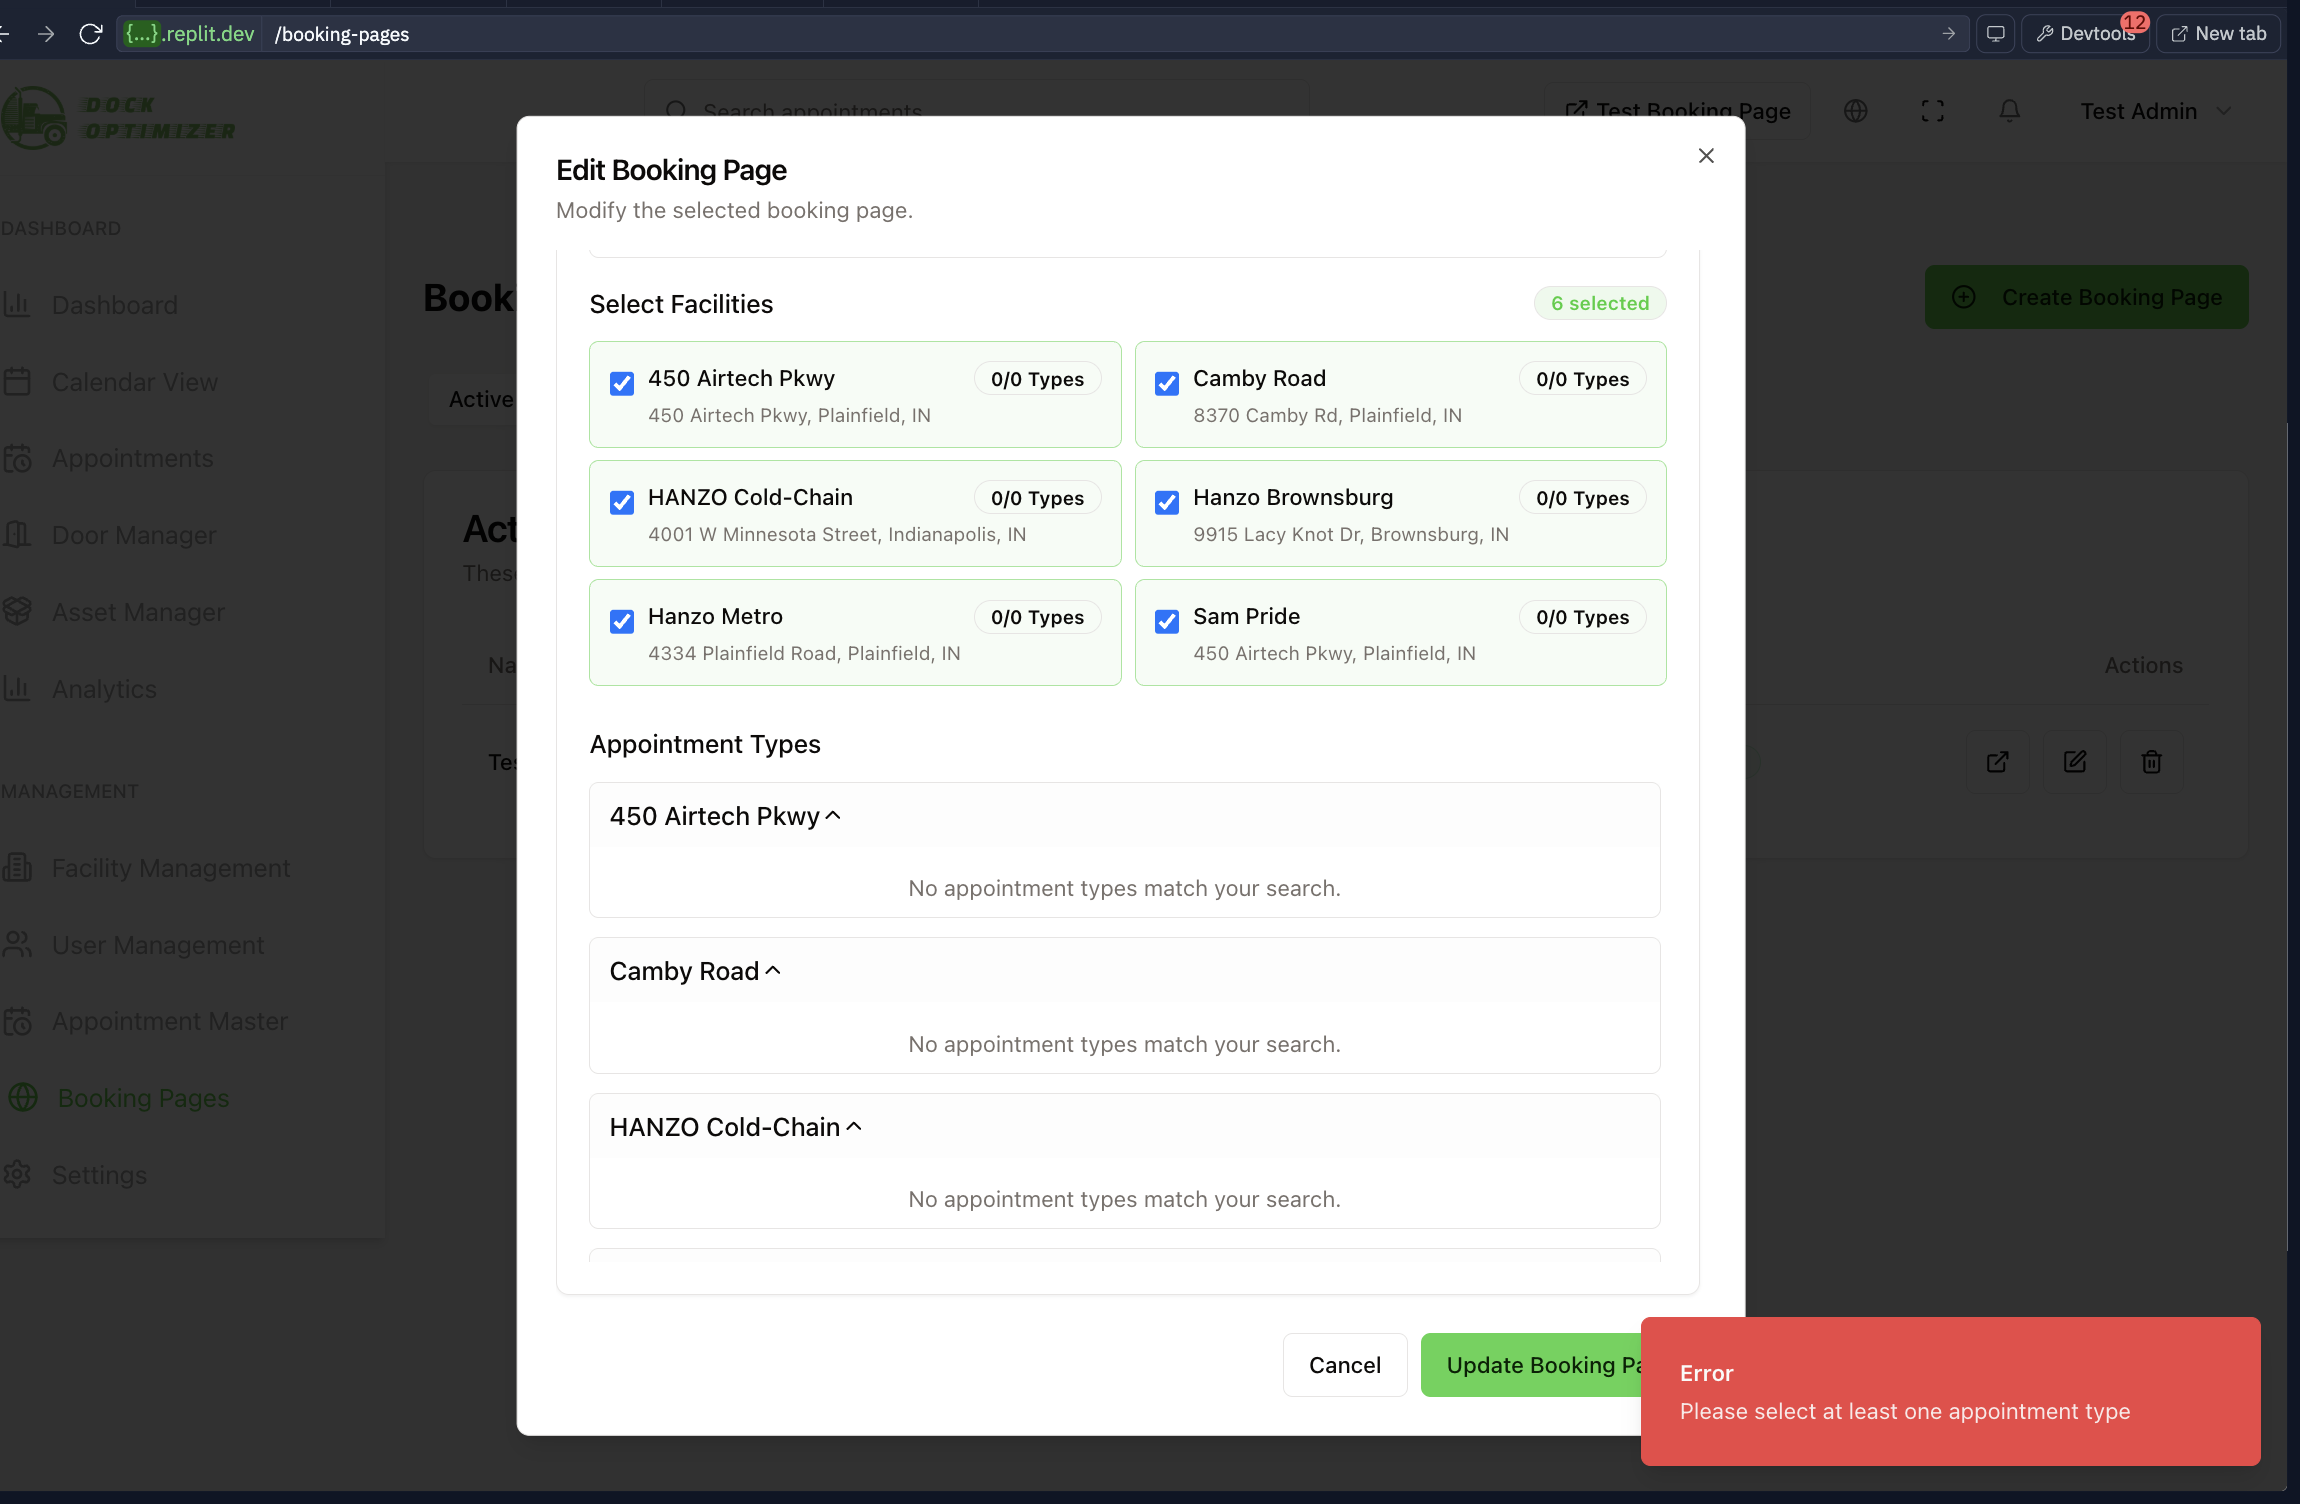 {...}.replit.dev /booking-pages
Devtools 12
New tab
DOCK OPTIMIZER
Search appointments
Test Booking Page
Test Admin
DASHBOARD
Dashboard
Calendar View
Appointments
Door Manager
Asset Manager
Analytics
MANAGEMENT
Facility Management
User Management
Appointment Master
Booking Pages
Settings
Book
Create Booking Page
Active
Act
Thes
Na
Actions
Tes
Edit Booking Page
Modify the selected booking page.
Select Facilities
6 selected
450 Airtech Pkwy 0/0 Types
450 Airtech Pkwy, Plainfield, IN
Camby Road 0/0 Types
8370 Camby Rd, Plainfield, IN
HANZO Cold-Chain 0/0 Types
4001 W Minnesota Street, Indianapolis, IN
Hanzo Brownsburg 0/0 Types
9915 Lacy Knot Dr, Brownsburg, IN
Hanzo Metro 0/0 Types
4334 Plainfield Road, Plainfield, IN
Sam Pride 0/0 Types
450 Airtech Pkwy, Plainfield, IN
Appointment Types
450 Airtech Pkwy
No appointment types match your search.
Camby Road
No appointment types match your search.
HANZO Cold-Chain
No appointment types match your search.
Cancel
Update Booking Pa
Error
Please select at least one appointment type